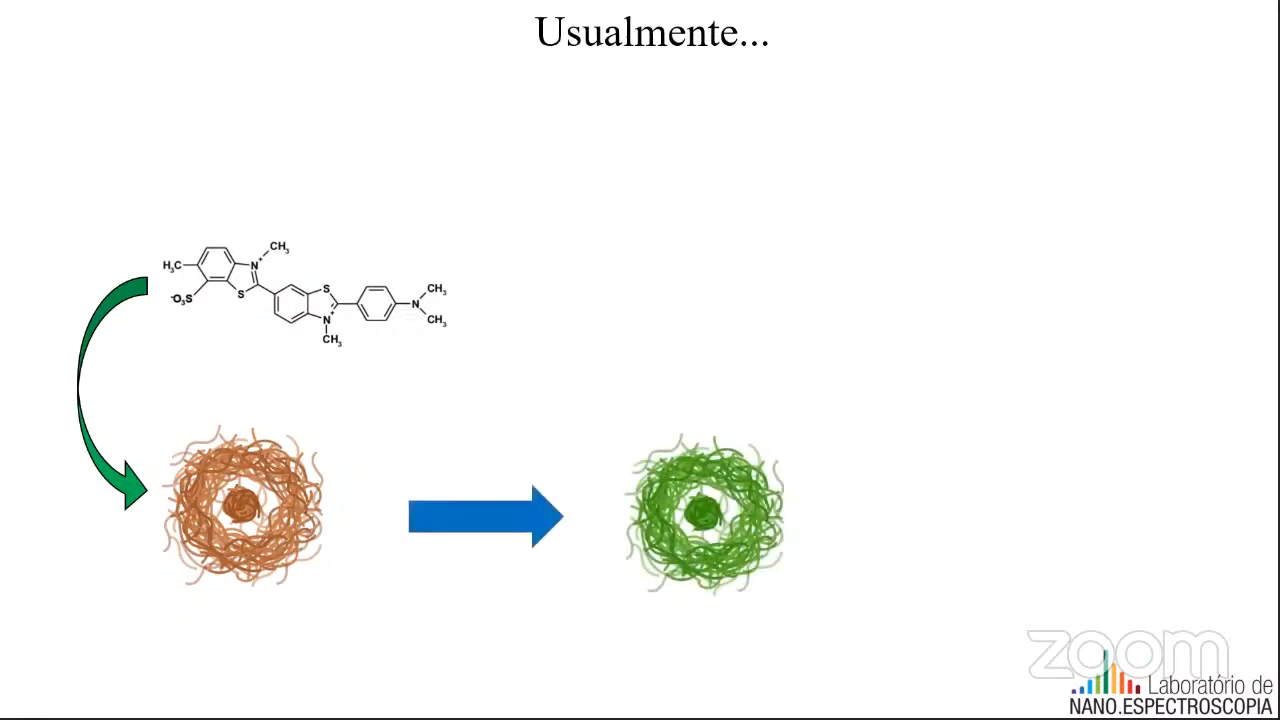 Usualmente...
CH₃
H₃C
N⁺
S
⁻O₃S
S
N⁺
CH₃
N
CH₃
CH₃
zoom
Laboratório de
NANO.ESPECTROSCOPIA